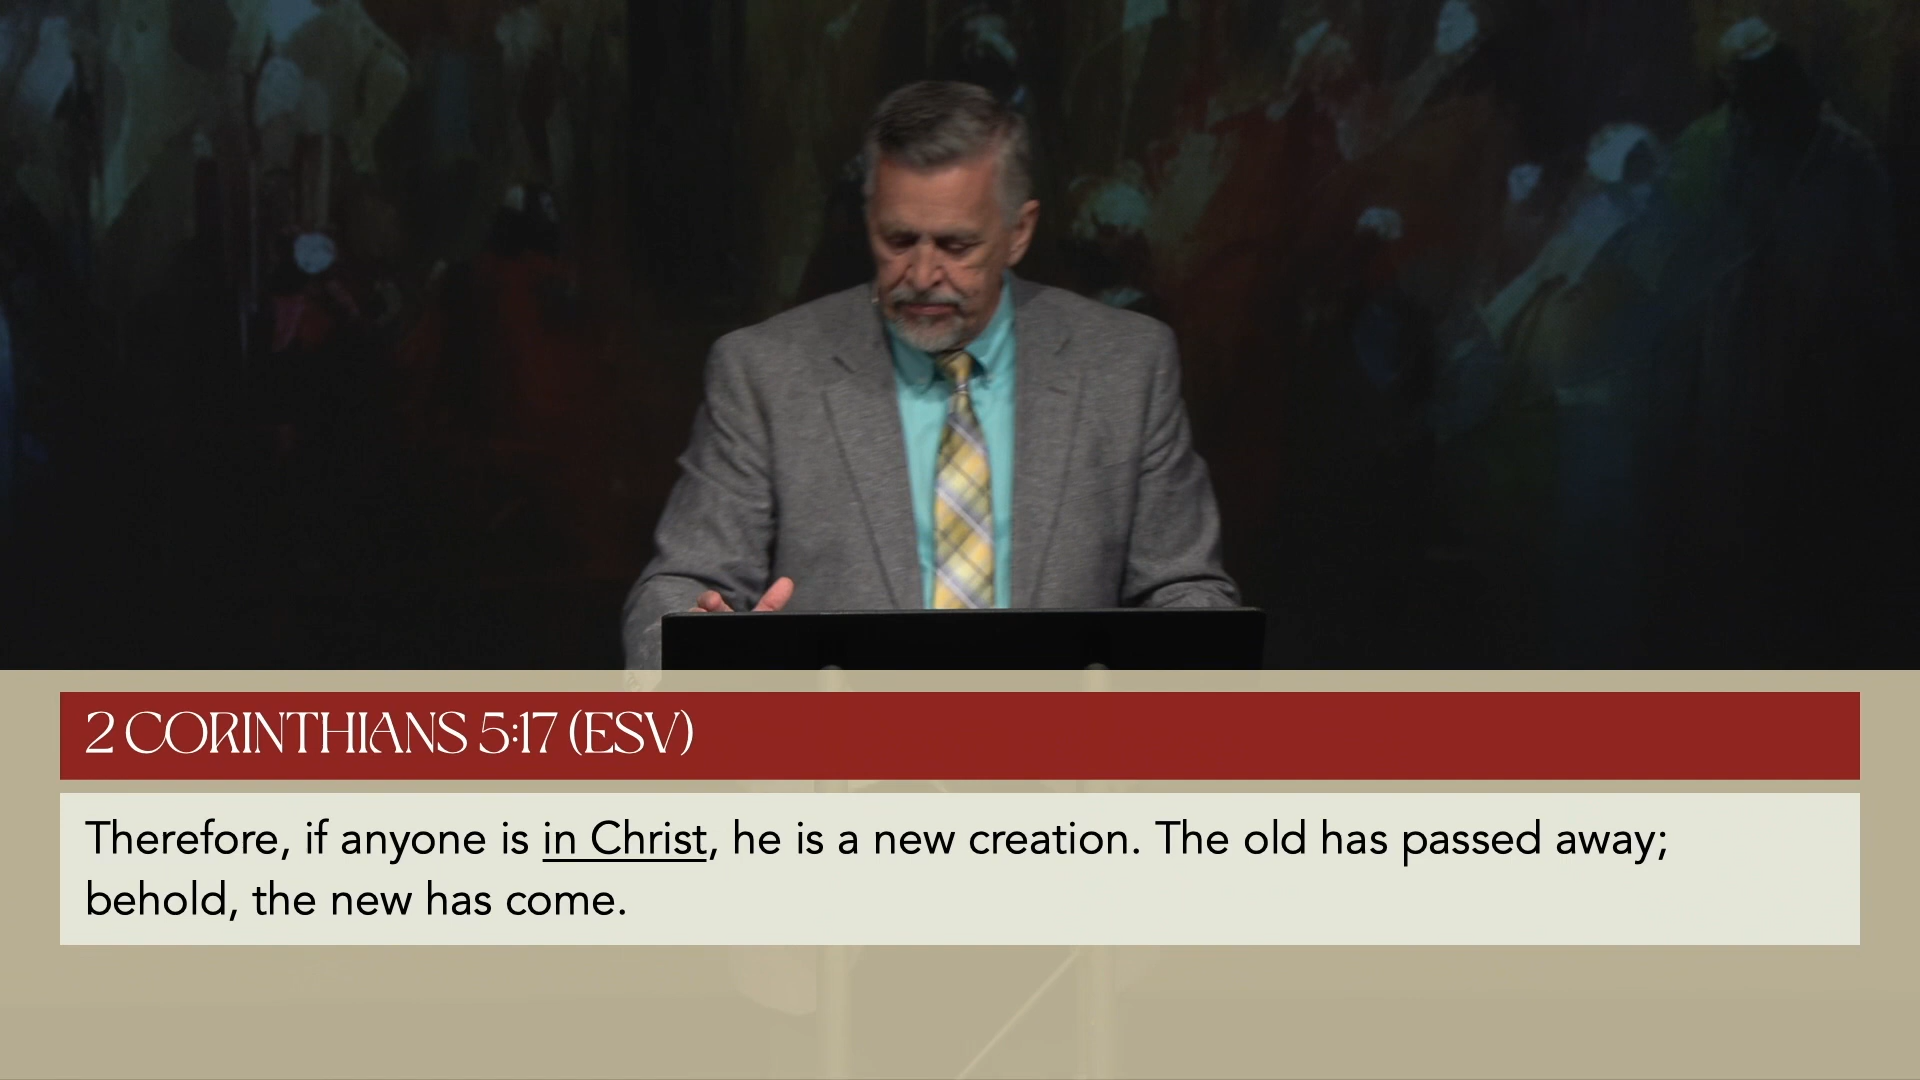 2 CORINTHIANS 5:17 (ESV)
Therefore, if anyone is in Christ, he is a new creation. The old has passed away;
behold, the new has come.